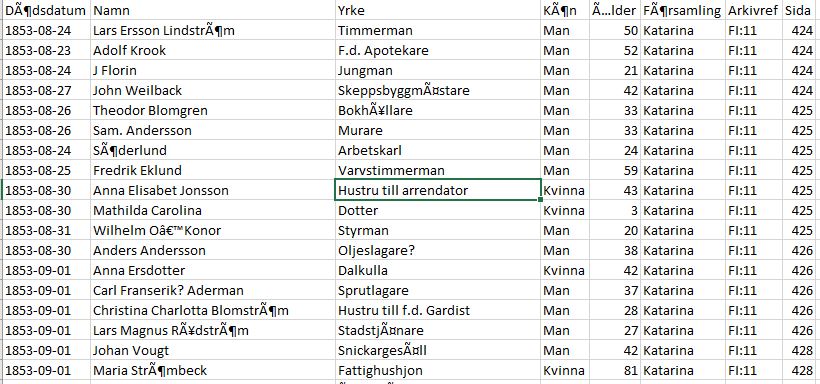 DÃ¶dsdatum Namn Yrke KÃ¶n Ã…lder FÃ¶rsamling Arkivref Sida
1853-08-24 Lars Ersson LindstrÃ¶m Timmerman Man 50 Katarina FI:11 424
1853-08-23 Adolf Krook F.d. Apotekare Man 52 Katarina FI:11 424
1853-08-24 J Florin Jungman Man 21 Katarina FI:11 424
1853-08-27 John Weilback SkeppsbyggmÃ¤stare Man 42 Katarina FI:11 424
1853-08-26 Theodor Blomgren BokhÃ¥llare Man 33 Katarina FI:11 425
1853-08-26 Sam. Andersson Murare Man 33 Katarina FI:11 425
1853-08-24 SÃ¶derlund Arbetskarl Man 24 Katarina FI:11 425
1853-08-25 Fredrik Eklund Varvstimmerman Man 59 Katarina FI:11 425
1853-08-30 Anna Elisabet Jonsson Hustru till arrendator Kvinna 43 Katarina FI:11 425
1853-08-30 Mathilda Carolina Dotter Kvinna 3 Katarina FI:11 425
1853-08-31 Wilhelm Oâ€™Konor Styrman Man 20 Katarina FI:11 425
1853-08-30 Anders Andersson Oljeslagare? Man 38 Katarina FI:11 426
1853-09-01 Anna Ersdotter Dalkulla Kvinna 42 Katarina FI:11 426
1853-09-01 Carl Franserik? Aderman Sprutlagare Man 37 Katarina FI:11 426
1853-09-01 Christina Charlotta BlomstrÃ¶m Hustru till f.d. Gardist Man 28 Katarina FI:11 426
1853-09-01 Lars Magnus RÃ¥dstrÃ¶m StadstjÃ¤nare Man 27 Katarina FI:11 426
1853-09-01 Johan Vougt SnickargesÃ¤ll Man 42 Katarina FI:11 428
1853-09-01 Maria StrÃ¶mbeck Fattighushjon Kvinna 81 Katarina FI:11 428